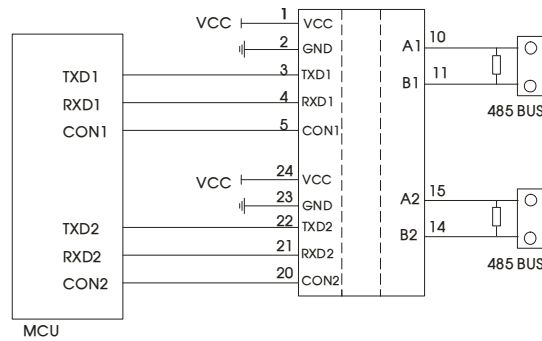 VCC 1 VCC
2 GND
A1 10
TXD1 3 TXD1
B1 11
RXD1 4 RXD1
485 BUS
CON1 5 CON1
VCC 24 VCC
23 GND
A2 15
TXD2 22 TXD2
B2 14
RXD2 21 RXD2
485 BUS
CON2 20 CON2
MCU